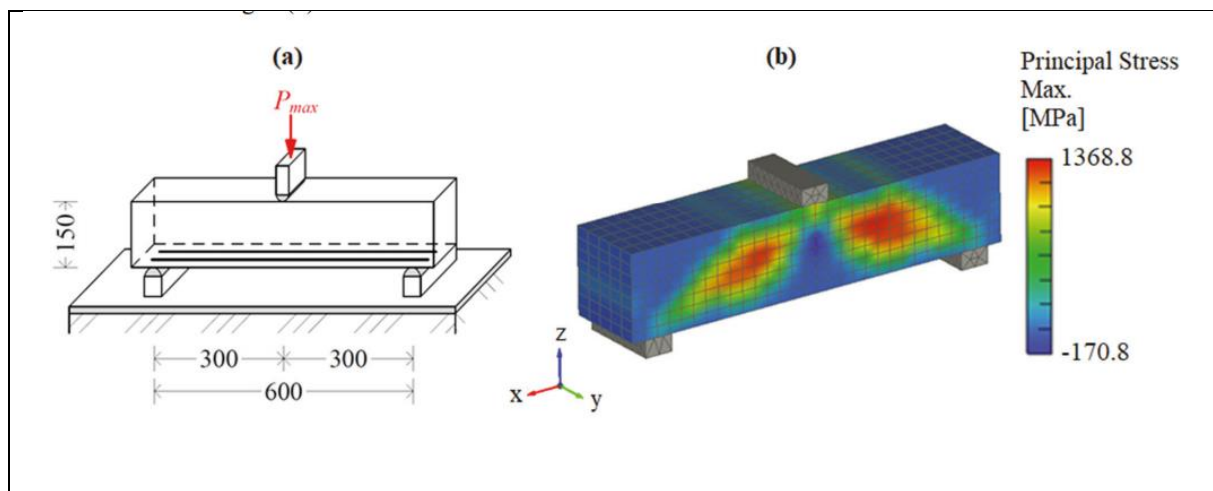 (a)
(b)
P max
150
300
300
600
Principal Stress
Max.
[MPa]
1368.8
-170.8
z
x
y